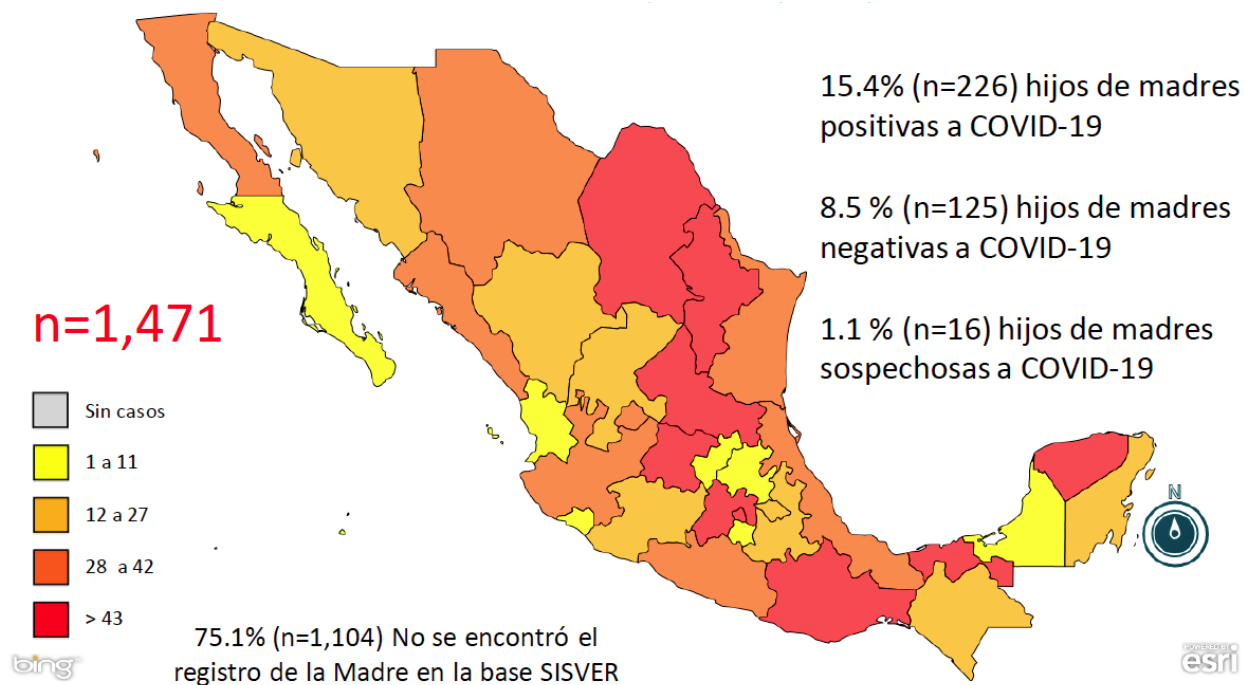 15.4% (n=226) hijos de madres
positivas a COVID-19
8.5 % (n=125) hijos de madres
negativas a COVID-19
1.1 % (n=16) hijos de madres
sospechosas a COVID-19
n=1,471
Sin casos
1 a 11
12 a 27
28 a 42
> 43
75.1% (n=1,104) No se encontró el
registro de la Madre en la base SISVER
N
bing
POWERED BY
esri